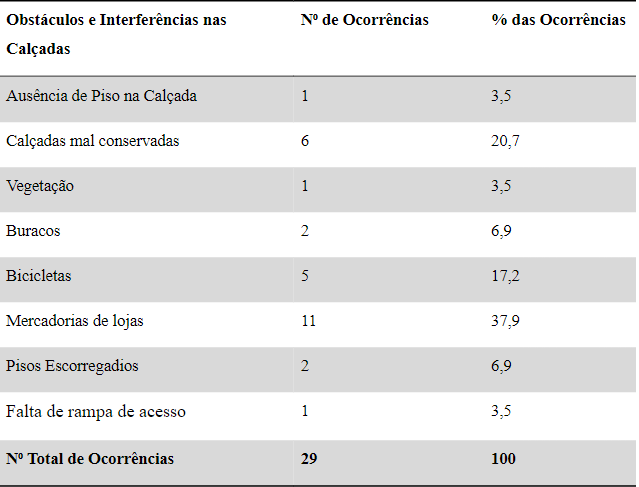 Obstáculos e Interferências nas Calçadas Nº de Ocorrências % das Ocorrências
Ausência de Piso na Calçada 1 3,5
Calçadas mal conservadas 6 20,7
Vegetação 1 3,5
Buracos 2 6,9
Bicicletas 5 17,2
Mercadorias de lojas 11 37,9
Pisos Escorregadios 2 6,9
Falta de rampa de acesso 1 3,5
Nº Total de Ocorrências 29 100